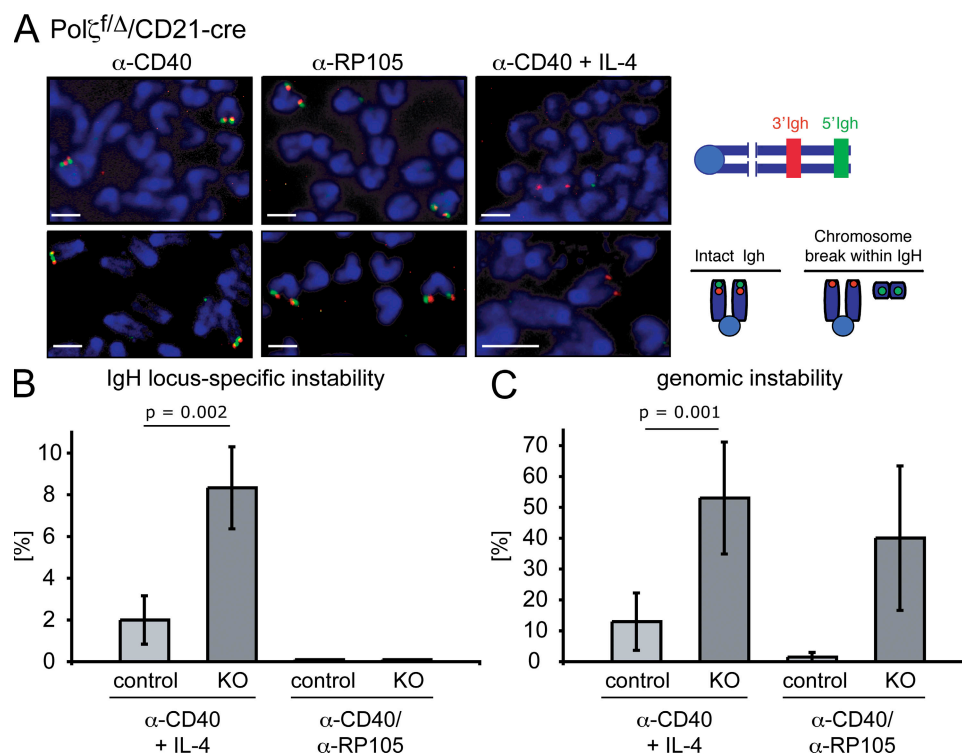 A Polζf/Δ/CD21-cre
α-CD40 α-RP105 α-CD40 + IL-4
3'Igh 5'Igh
Intact Igh
Chromosome
break within IgH
B IgH locus-specific instability
p = 0.002
[%]
10
8
6
4
2
0
control KO control KO
α-CD40
+ IL-4
α-CD40/
α-RP105
C genomic instability
p = 0.001
[%]
70
60
50
40
30
20
10
0
control KO control KO
α-CD40
+ IL-4
α-CD40/
α-RP105